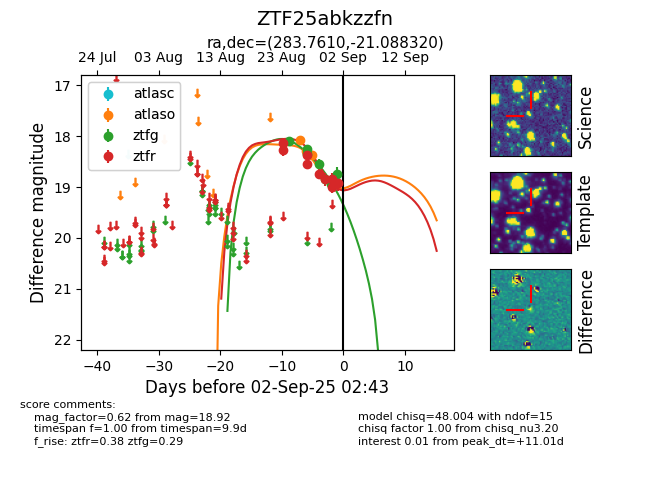 ZTF25abkzzfn
ra,dec=(283.7610,-21.088320)
24 Jul 03 Aug 13 Aug 23 Aug 02 Sep 12 Sep
17
18
19
20
21
22
Difference magnitude
atlasc
atlaso
ztfg
ztfr
−40 −30 −20 −10 0 10
Days before 02-Sep-25 02:43
Science
Template
Difference
score comments:
mag_factor=0.62 from mag=18.92
timespan f=1.00 from timespan=9.9d
f_rise: ztfr=0.38 ztfg=0.29
model chisq=48.004 with ndof=15
chisq factor 1.00 from chisq_nu3.20
interest 0.01 from peak_dt=+11.01d